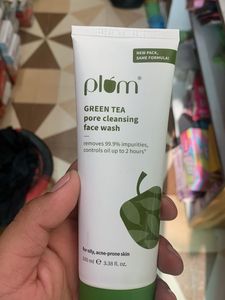 NEW PACK,
SAME FORMULA!
plum®
GREEN TEA
pore cleansing
face wash
removes 99.9% impurities,
controls oil up to 2 hours*
for oily, acne-prone skin
100 ml ℮ 3.38 fl. oz.